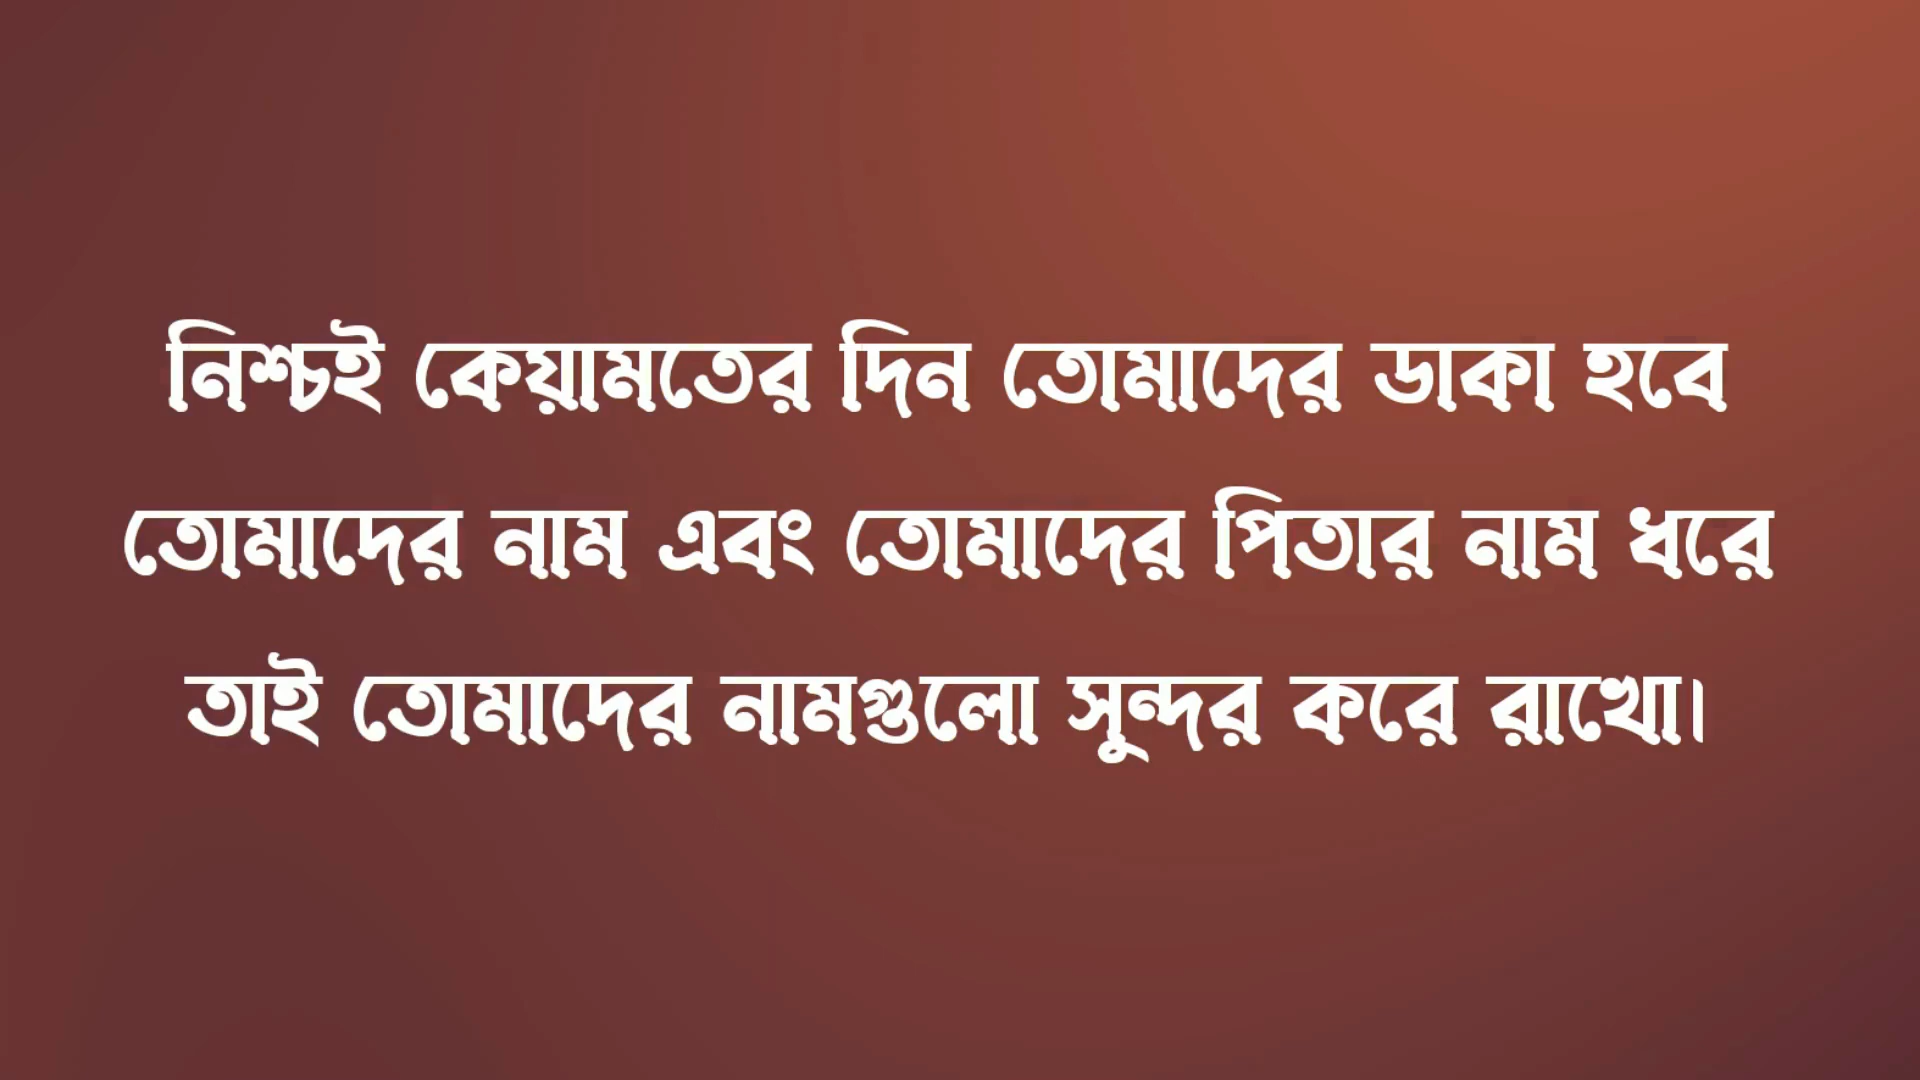 নিশ্চই কেয়ামতের দিন তোমাদের ডাকা হবে
তোমাদের নাম এবং তোমাদের পিতার নাম ধরে
তাই তোমাদের নামগুলো সুন্দর করে রাখো।